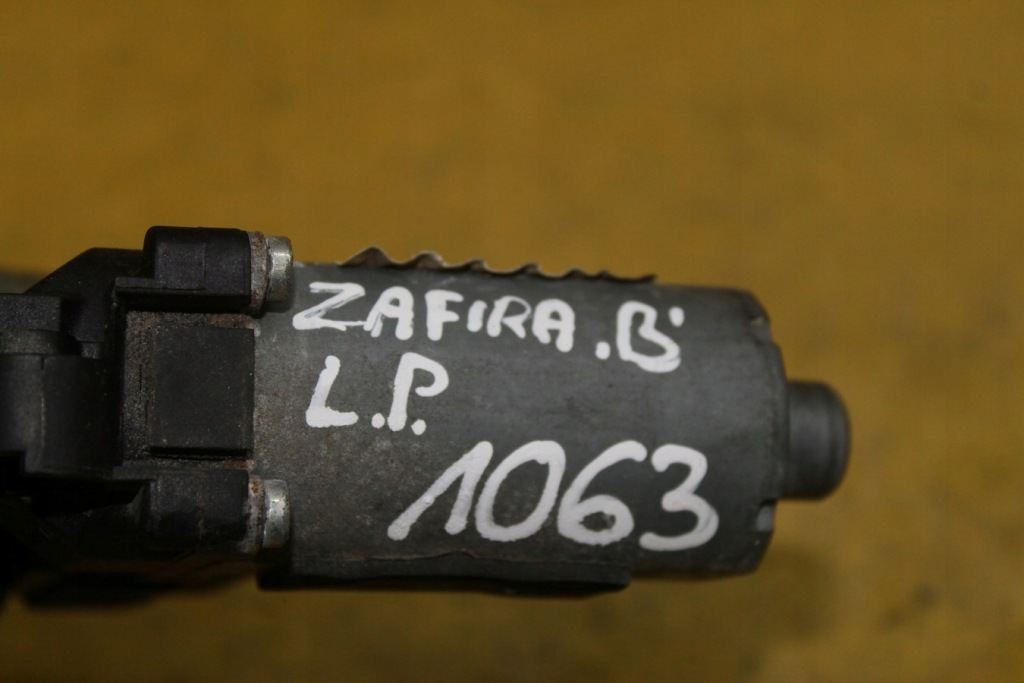 ZAFIRA .B'
L.P.
1063